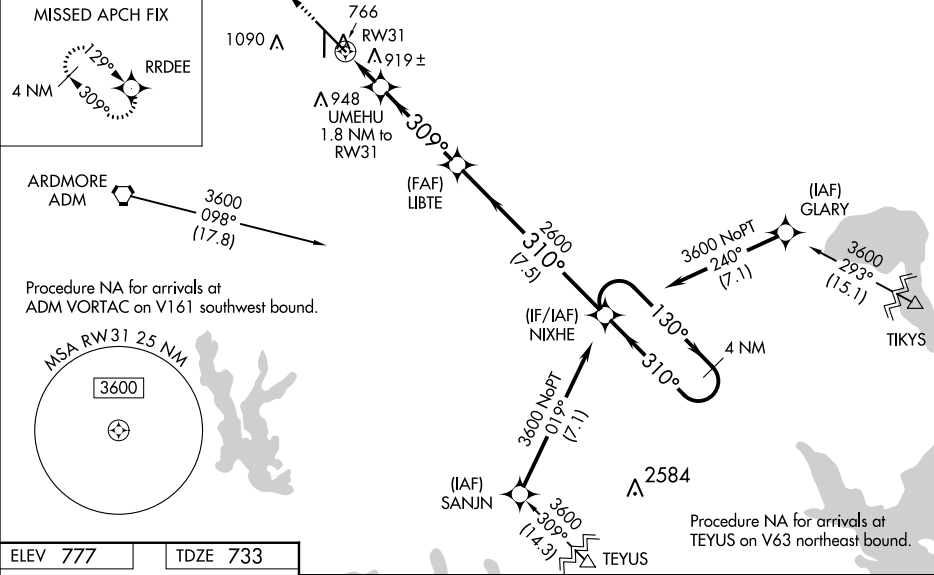 MISSED APCH FIX
129°
RRDEE
4 NM
309°
766
1090
RW31
919 ±
948
UMEHU
1.8 NM to
RW31
309°
(FAF)
LIBTE
ARDMORE
ADM
3600
098°
(17.8)
(IAF)
GLARY
3600 NoPT
240°
(7.1)
3600
293°
(15.1)
TIKYS
2600
310°
(7.5)
Procedure NA for arrivals at
ADM VORTAC on V161 southwest bound.
(IF/IAF)
NIXHE
130°
4 NM
310°
MSA RW31 25 NM
3600
3600 NoPT
019°
(7.1)
(IAF)
SANJN
2584
3600
309°
(14.3)
TEYUS
Procedure NA for arrivals at
TEYUS on V63 northeast bound.
ELEV 777
TDZE 733